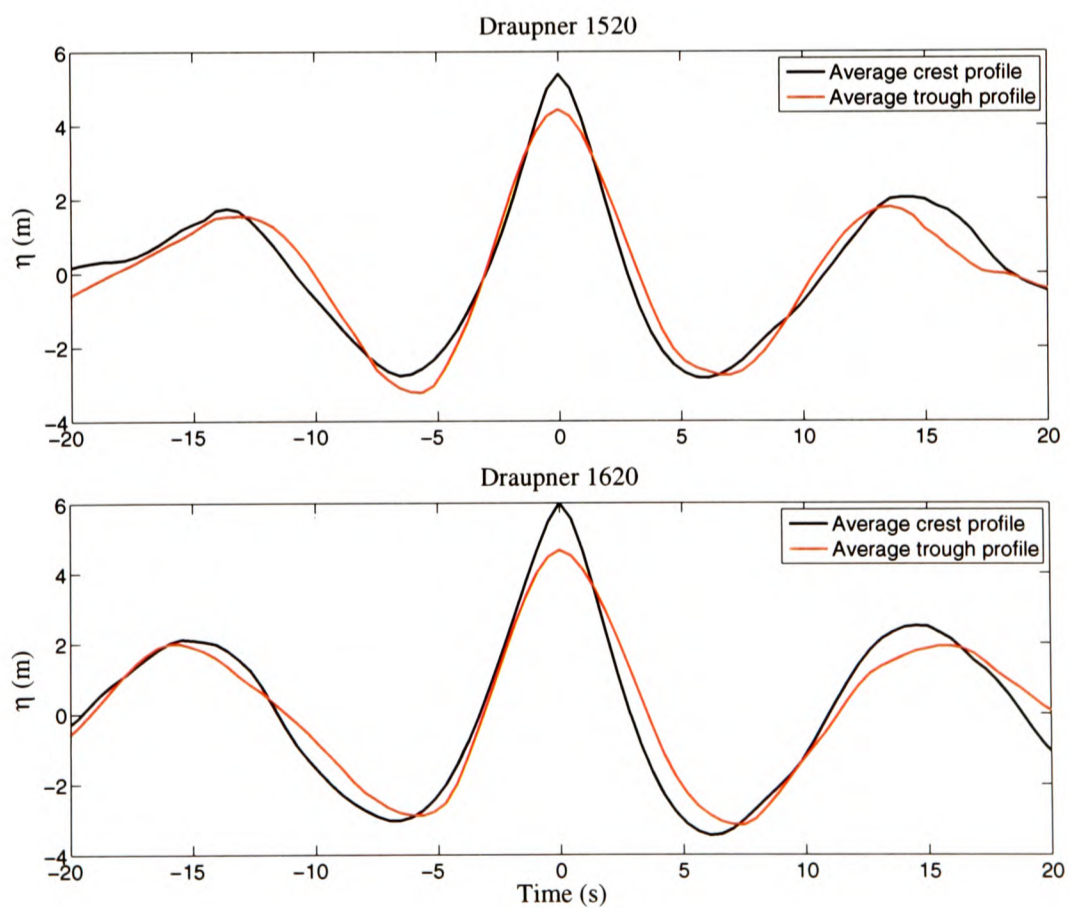 Draupner 1520
Average crest profile
Average trough profile
η (m)
6
4
2
0
−2
−4
−20 −15 −10 −5 0 5 10 15 20
Draupner 1620
Average crest profile
Average trough profile
η (m)
6
4
2
0
−2
−4
−20 −15 −10 −5 0 5 10 15 20
Time (s)